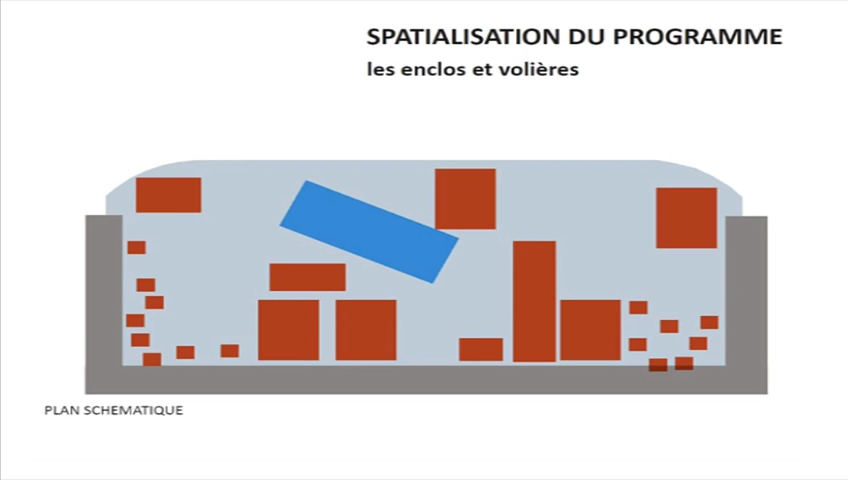 SPATIALISATION DU PROGRAMME
les enclos et volières
PLAN SCHEMATIQUE